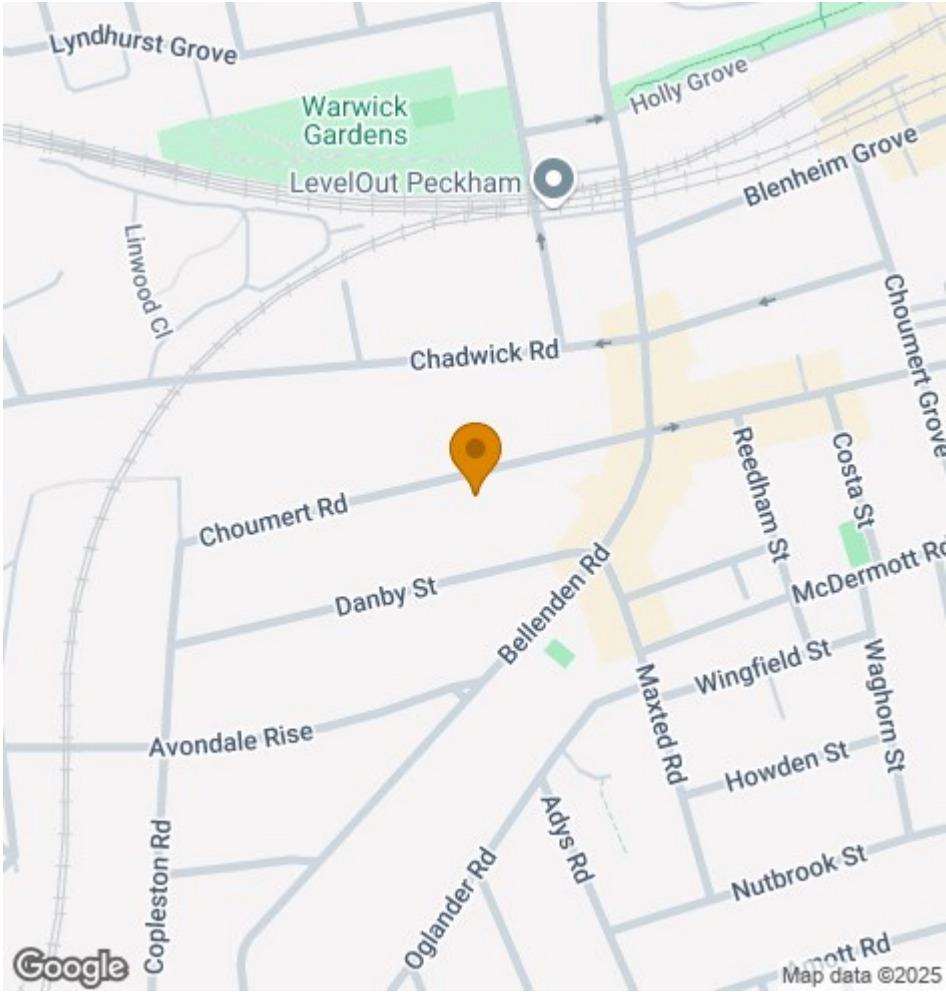 Lyndhurst Grove
Warwick
Gardens
Holly Grove
LevelOut Peckham
Blenheim Grove
Linwood Cl
Choumert Grove
Chadwick Rd
Reedham St
Costa St
Choumert Rd
McDermott Rd
Danby St
Bellenden Rd
Wingfield St
Waghorn St
Maxted Rd
Avondale Rise
Howden St
Adys Rd
Copleston Rd
Oglander Rd
Nutbrook St
Amott Rd
Google
Map data ©2025